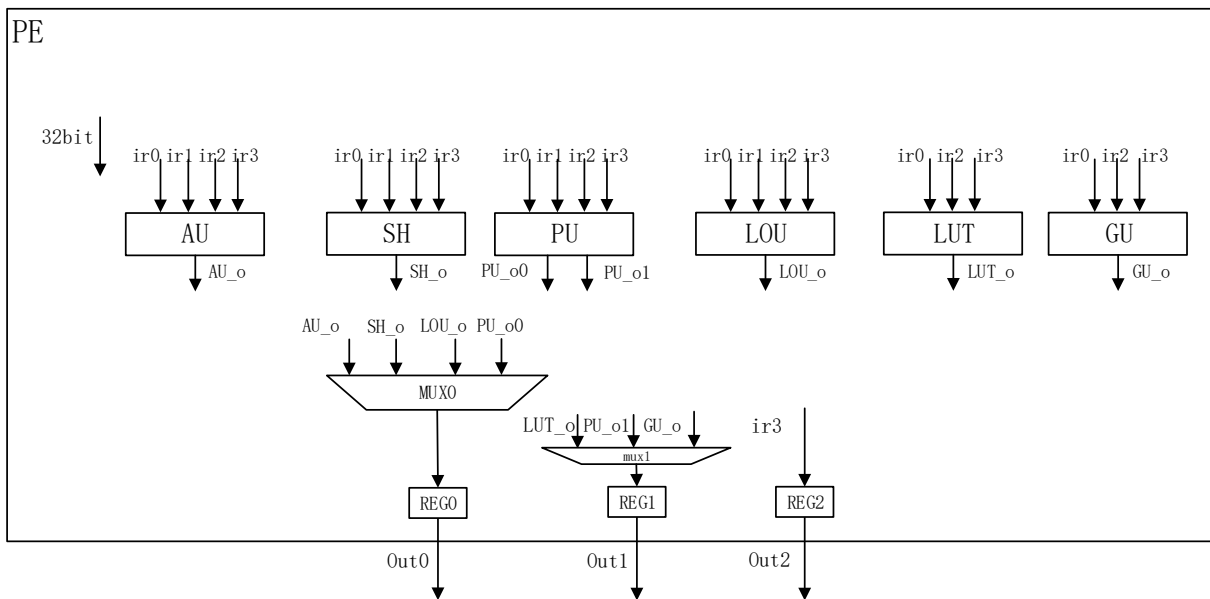 PE
32bit
ir0 ir1 ir2 ir3
ir0 ir1 ir2 ir3
ir0 ir1 ir2 ir3
ir0 ir1 ir2 ir3
ir0 ir2 ir3
ir0 ir2 ir3
AU
SH
PU
LOU
LUT
GU
AU_o
SH_o
PU_o0
PU_o1
LOU_o
LUT_o
GU_o
AU_o
SH_o
LOU_o
PU_o0
MUX0
LUT_o
PU_o1
GU_o
ir3
mux1
REG0
REG1
REG2
Out0
Out1
Out2